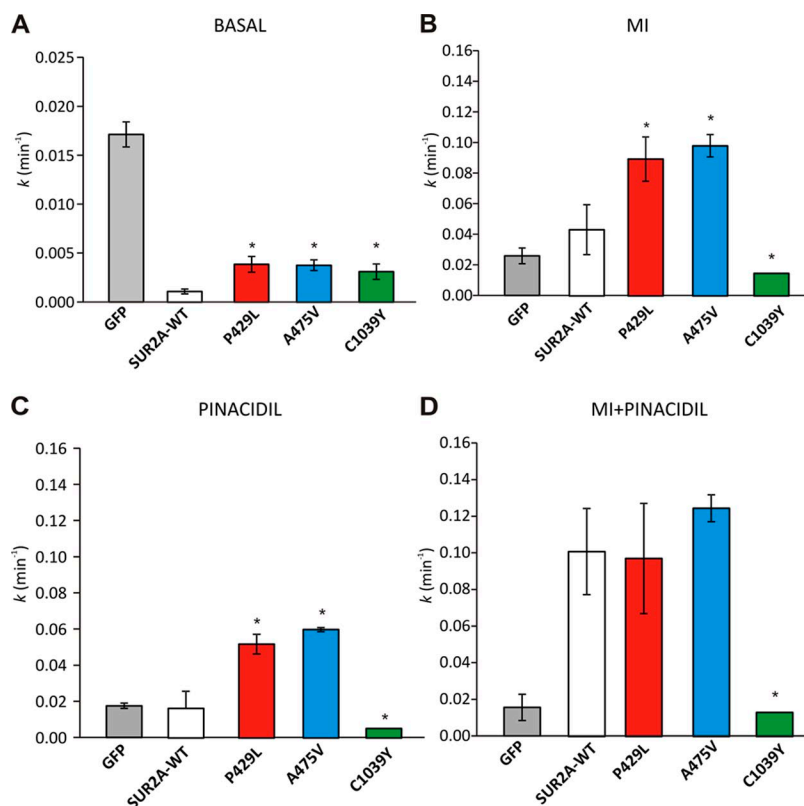 A
BASAL
k (min⁻¹)
0.025
0.020
0.015
0.010
0.005
0.000
*
*
*
GFP
SUR2A-WT
P429L
A475V
C1039Y
B
MI
k (min⁻¹)
0.16
0.14
0.12
0.10
0.08
0.06
0.04
0.02
0.00
*
*
*
GFP
SUR2A-WT
P429L
A475V
C1039Y
C
PINACIDIL
k (min⁻¹)
0.16
0.14
0.12
0.10
0.08
0.06
0.04
0.02
0.00
*
*
*
GFP
SUR2A-WT
P429L
A475V
C1039Y
D
MI+PINACIDIL
k (min⁻¹)
0.16
0.14
0.12
0.10
0.08
0.06
0.04
0.02
0.00
*
GFP
SUR2A-WT
P429L
A475V
C1039Y